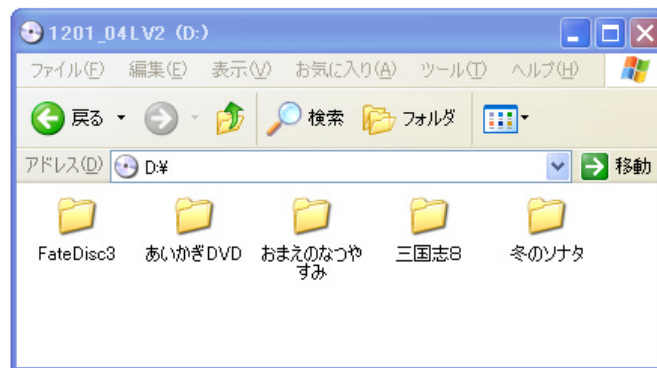 1201_04LV2 (D:)
ファイル(F) 編集(E) 表示(V) お気に入り(A) ツール(T) ヘルプ(H)
戻る 検索 フォルダ
アドレス(D) D:¥ 移動
FateDisc3 あいかぎDVD おまえのなつや 三国志8 冬のソナタ
すみ